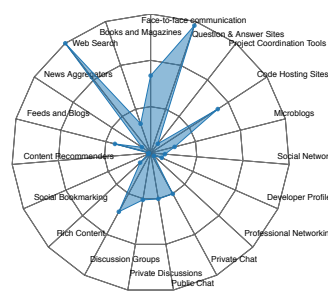 Face-to-face communication
Books and Magazines
Question & Answer Sites
Web Search
Project Coordination Tools
News Aggregators
Code Hosting Sites
Feeds and Blogs
Microblogs
Content Recommenders
Social Networ
Social Bookmarking
Developer Profile
Rich Content
Professional Networkin
Discussion Groups
Private Chat
Private Discussions
Public Chat